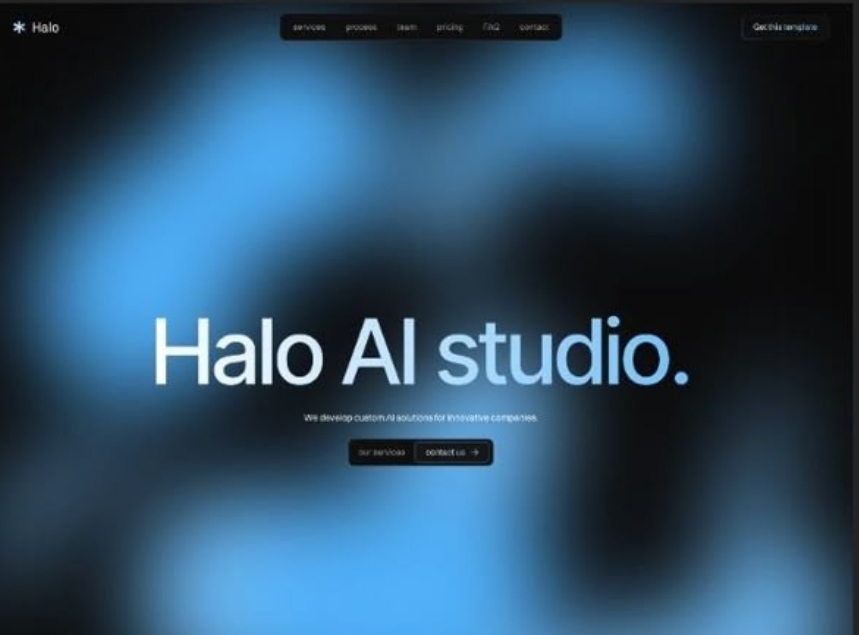 Halo
services process team pricing FAQ contact
Get this template
Halo AI studio.
We develop custom AI solutions for innovative companies.
our services contact us →